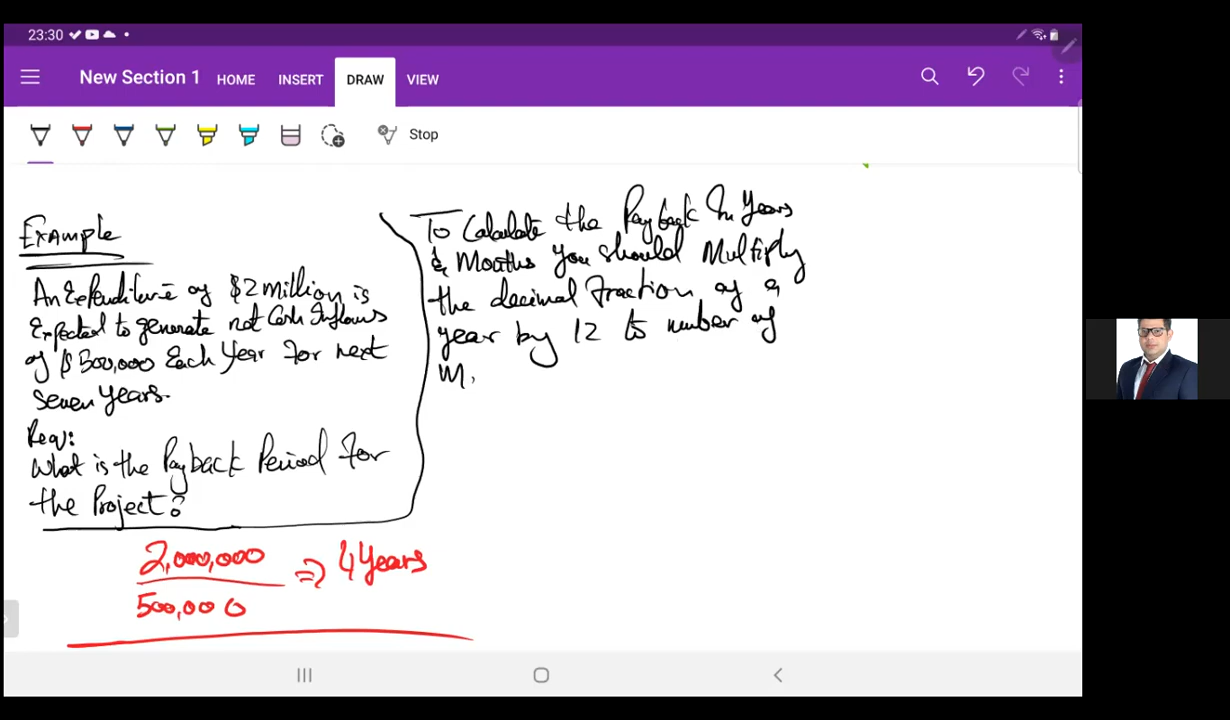 23:30
New Section 1 HOME INSERT DRAW VIEW
Stop
Example
An Expenditure of $2 million is
Expected to generate net Cash Inflows
of $500,000 Each Year For next
Seven Years.
Req:
What is the Payback Period For
the Project?
2,000,000
500,000
=> 4 Years
To Calculate the Payback In Years
& Months You should Multiply
the decimal fraction of a
year by 12 to number of
M